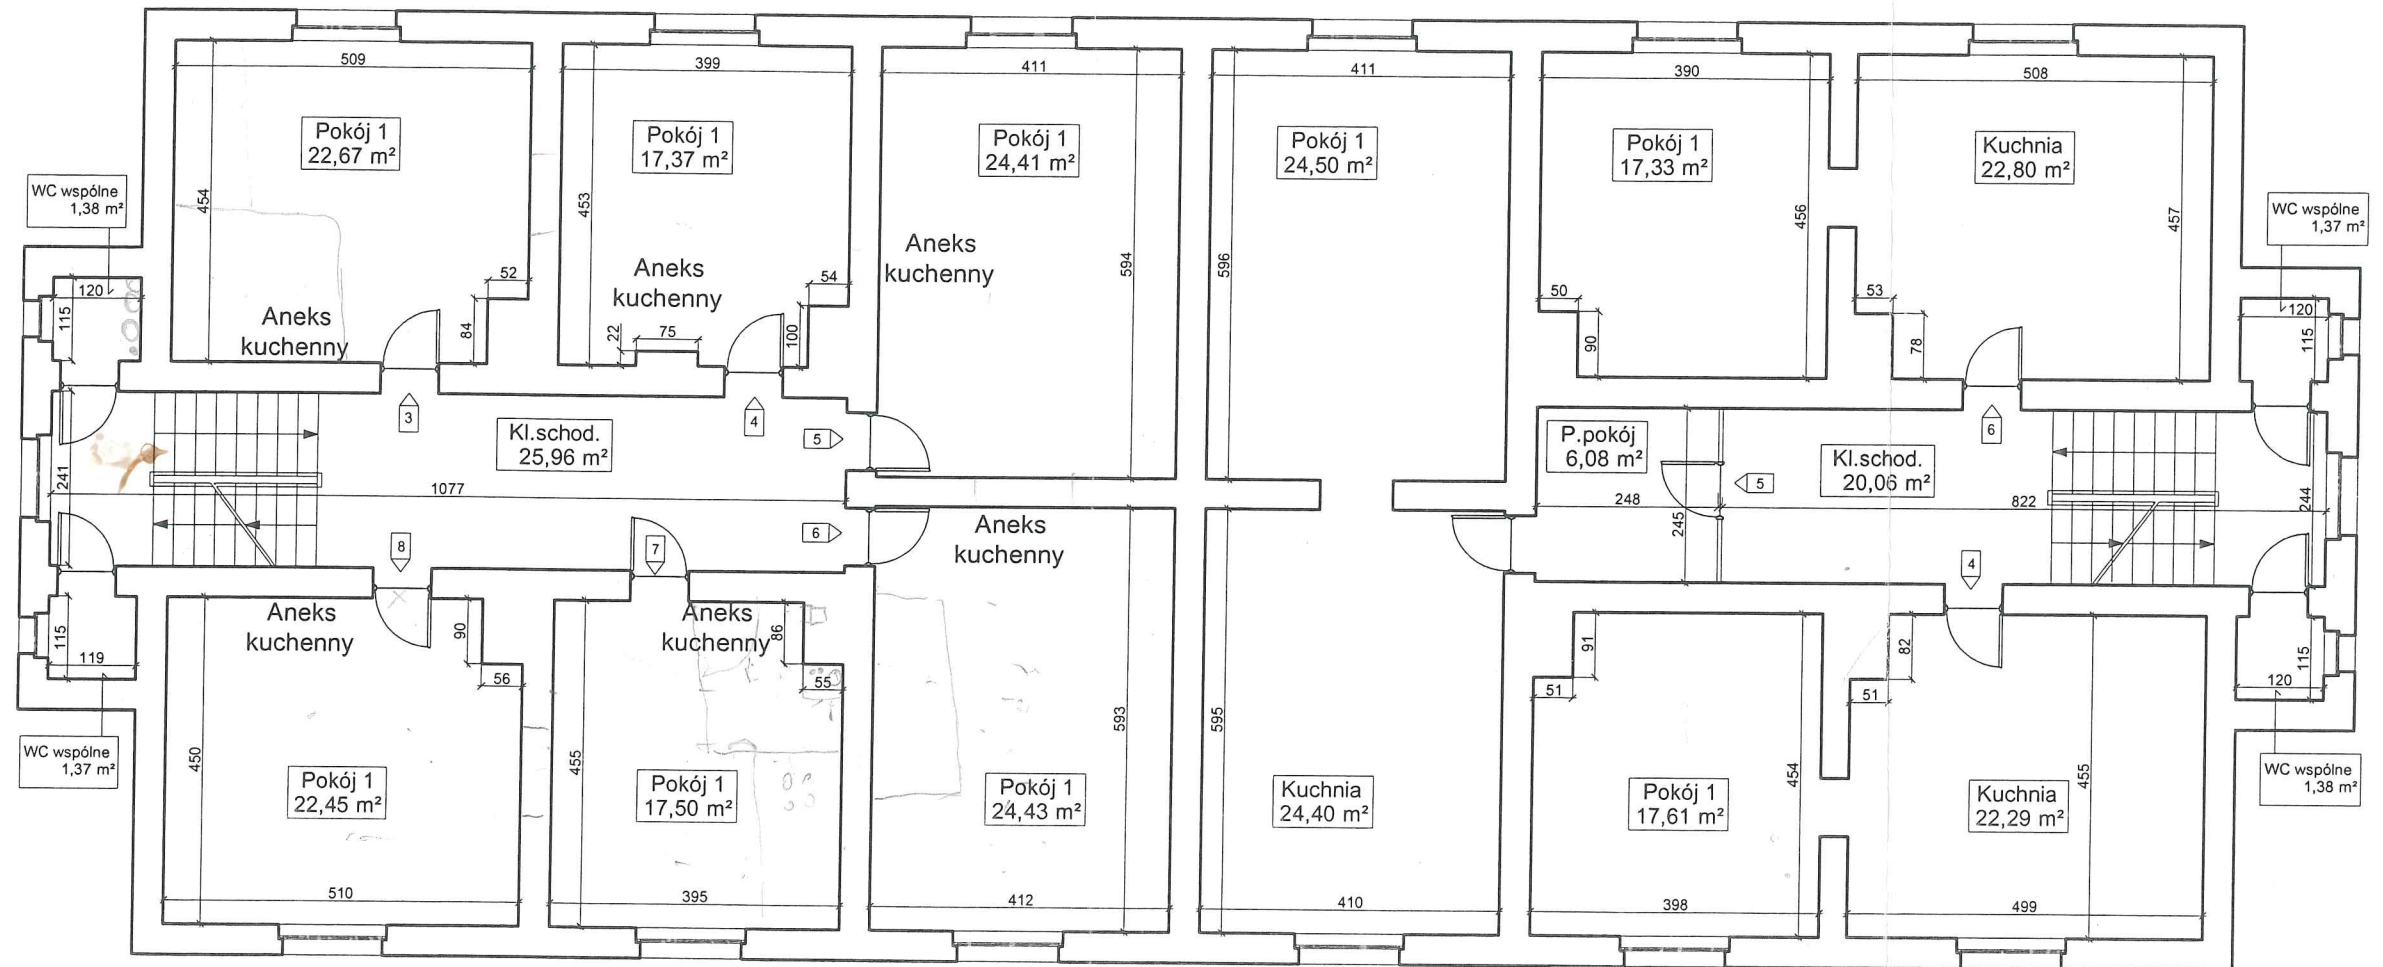 509
399
411
411
390
508
Pokój 1
22,67 m²
Pokój 1
17,37 m²
Pokój 1
24,41 m²
Pokój 1
24,50 m²
Pokój 1
17,33 m²
Kuchnia
22,80 m²
WC wspólne
1,38 m²
WC wspólne
1,37 m²
454
453
594
596
456
457
Aneks
kuchenny
Aneks
kuchenny
Aneks
kuchenny
120
115
52
84
54
100
22
75
50
90
53
78
120
115
3
4
5
6
Kl.schod.
25,96 m²
P.pokój
6,08 m²
Kl.schod.
20,06 m²
5
241
1077
248
245
822
244
8
7
6
4
Aneks
kuchenny
Aneks
kuchenny
Aneks
kuchenny
115
119
90
56
86
55
91
51
82
51
115
120
WC wspólne
1,37 m²
WC wspólne
1,38 m²
450
455
593
595
454
455
Pokój 1
22,45 m²
Pokój 1
17,50 m²
Pokój 1
24,43 m²
Kuchnia
24,40 m²
Pokój 1
17,61 m²
Kuchnia
22,29 m²
510
395
412
410
398
499